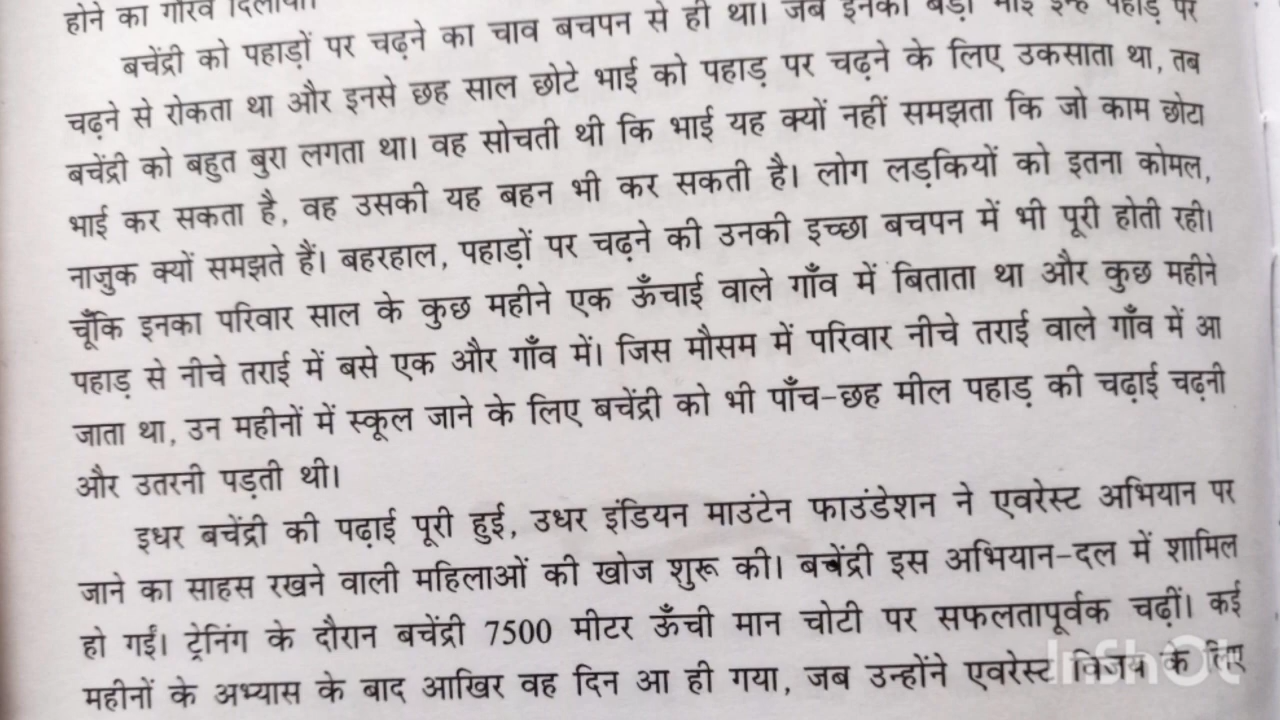 होने का गौरव दिलाया।
बचेंद्री को पहाड़ों पर चढ़ने का चाव बचपन से ही था। जब इनका बड़ा भाई इन्हें पहाड़ पर
चढ़ने से रोकता था और इनसे छह साल छोटे भाई को पहाड़ पर चढ़ने के लिए उकसाता था, तब
बचेंद्री को बहुत बुरा लगता था। वह सोचती थी कि भाई यह क्यों नहीं समझता कि जो काम छोटा
भाई कर सकता है, वह उसकी यह बहन भी कर सकती है। लोग लड़कियों को इतना कोमल,
नाज़ुक क्यों समझते हैं। बहरहाल, पहाड़ों पर चढ़ने की उनकी इच्छा बचपन में भी पूरी होती रही।
चूँकि इनका परिवार साल के कुछ महीने एक ऊँचाई वाले गाँव में बिताता था और कुछ महीने
पहाड़ से नीचे तराई में बसे एक और गाँव में। जिस मौसम में परिवार नीचे तराई वाले गाँव में आ
जाता था, उन महीनों में स्कूल जाने के लिए बचेंद्री को भी पाँच-छह मील पहाड़ की चढ़ाई चढ़नी
और उतरनी पड़ती थी।
इधर बचेंद्री की पढ़ाई पूरी हुई, उधर इंडियन माउंटेन फाउंडेशन ने एवरेस्ट अभियान पर
जाने का साहस रखने वाली महिलाओं की खोज शुरू की। बचेंद्री इस अभियान-दल में शामिल
हो गईं। ट्रेनिंग के दौरान बचेंद्री 7500 मीटर ऊँची मान चोटी पर सफलतापूर्वक चढ़ीं। कई
महीनों के अभ्यास के बाद आखिर वह दिन आ ही गया, जब उन्होंने एवरेस्ट विजय के लिए
InShOt